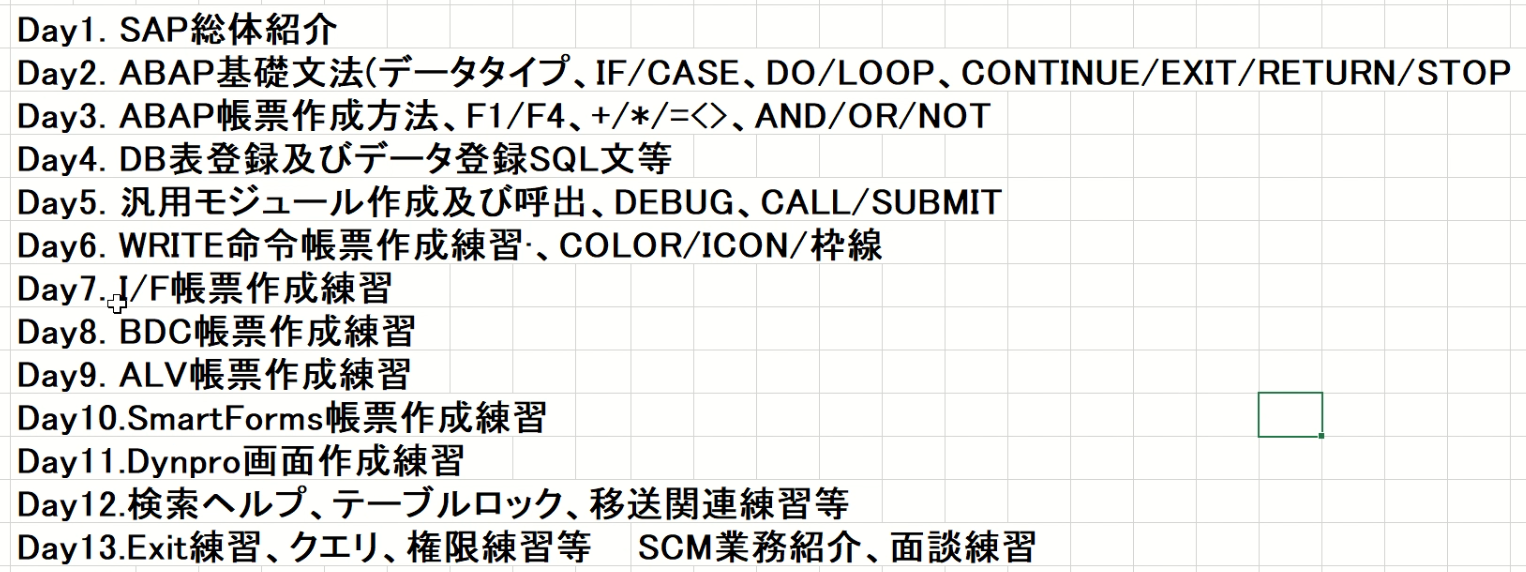 Day1. SAP総体紹介
Day2. ABAP基礎文法(データタイプ、IF/CASE、DO/LOOP、CONTINUE/EXIT/RETURN/STOP
Day3. ABAP帳票作成方法、F1/F4、+/*/=<>、AND/OR/NOT
Day4. DB表登録及びデータ登録SQL文等
Day5. 汎用モジュール作成及び呼出、DEBUG、CALL/SUBMIT
Day6. WRITE命令帳票作成練習･、COLOR/ICON/枠線
Day7. I/F帳票作成練習
Day8. BDC帳票作成練習
Day9. ALV帳票作成練習
Day10.SmartForms帳票作成練習
Day11.Dynpro画面作成練習
Day12.検索ヘルプ、テーブルロック、移送関連練習等
Day13.Exit練習、クエリ、権限練習等　SCM業務紹介、面談練習